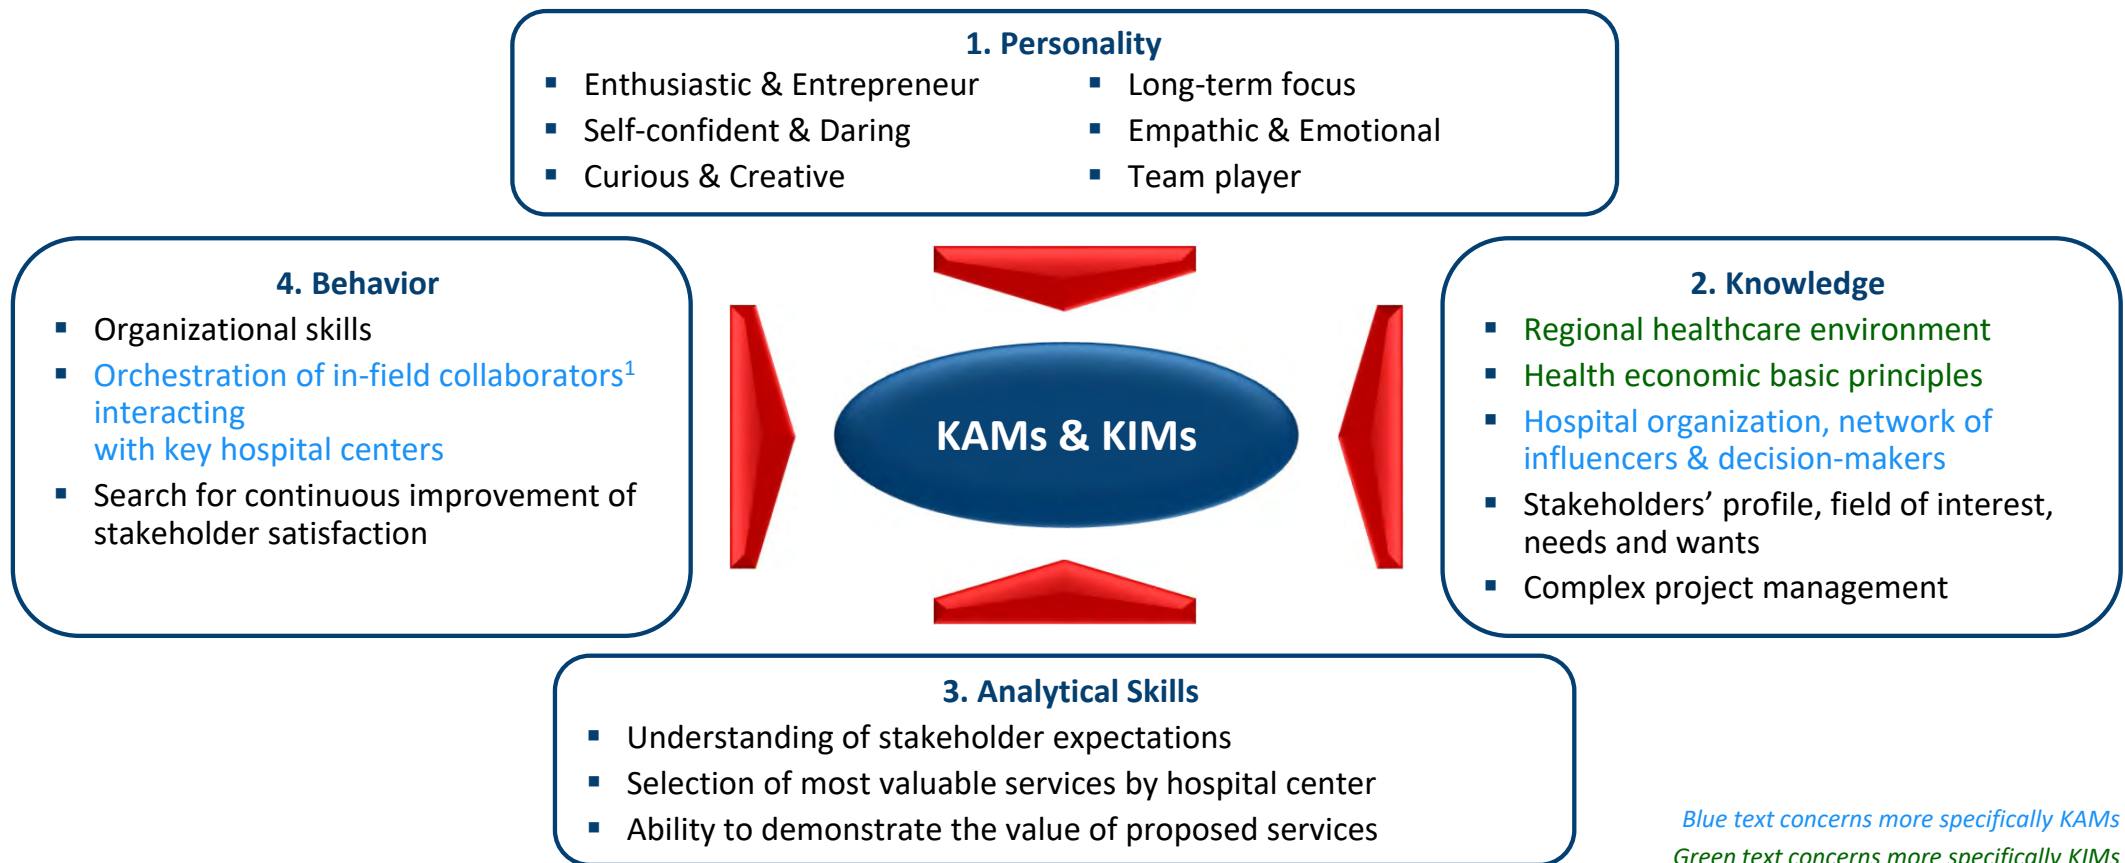 1. Personality
Enthusiastic & Entrepreneur
Self-confident & Daring
Curious & Creative
Long-term focus
Empathic & Emotional
Team player
4. Behavior
Organizational skills
Orchestration of in-field collaborators1
interacting
with key hospital centers
Search for continuous improvement of
stakeholder satisfaction
KAMs & KIMs
2. Knowledge
Regional healthcare environment
Health economic basic principles
Hospital organization, network of
influencers & decision-makers
Stakeholders’ profile, field of interest,
needs and wants
Complex project management
3. Analytical Skills
Understanding of stakeholder expectations
Selection of most valuable services by hospital center
Ability to demonstrate the value of proposed services
Blue text concerns more specifically KAMs
Green text concerns more specifically KIMs